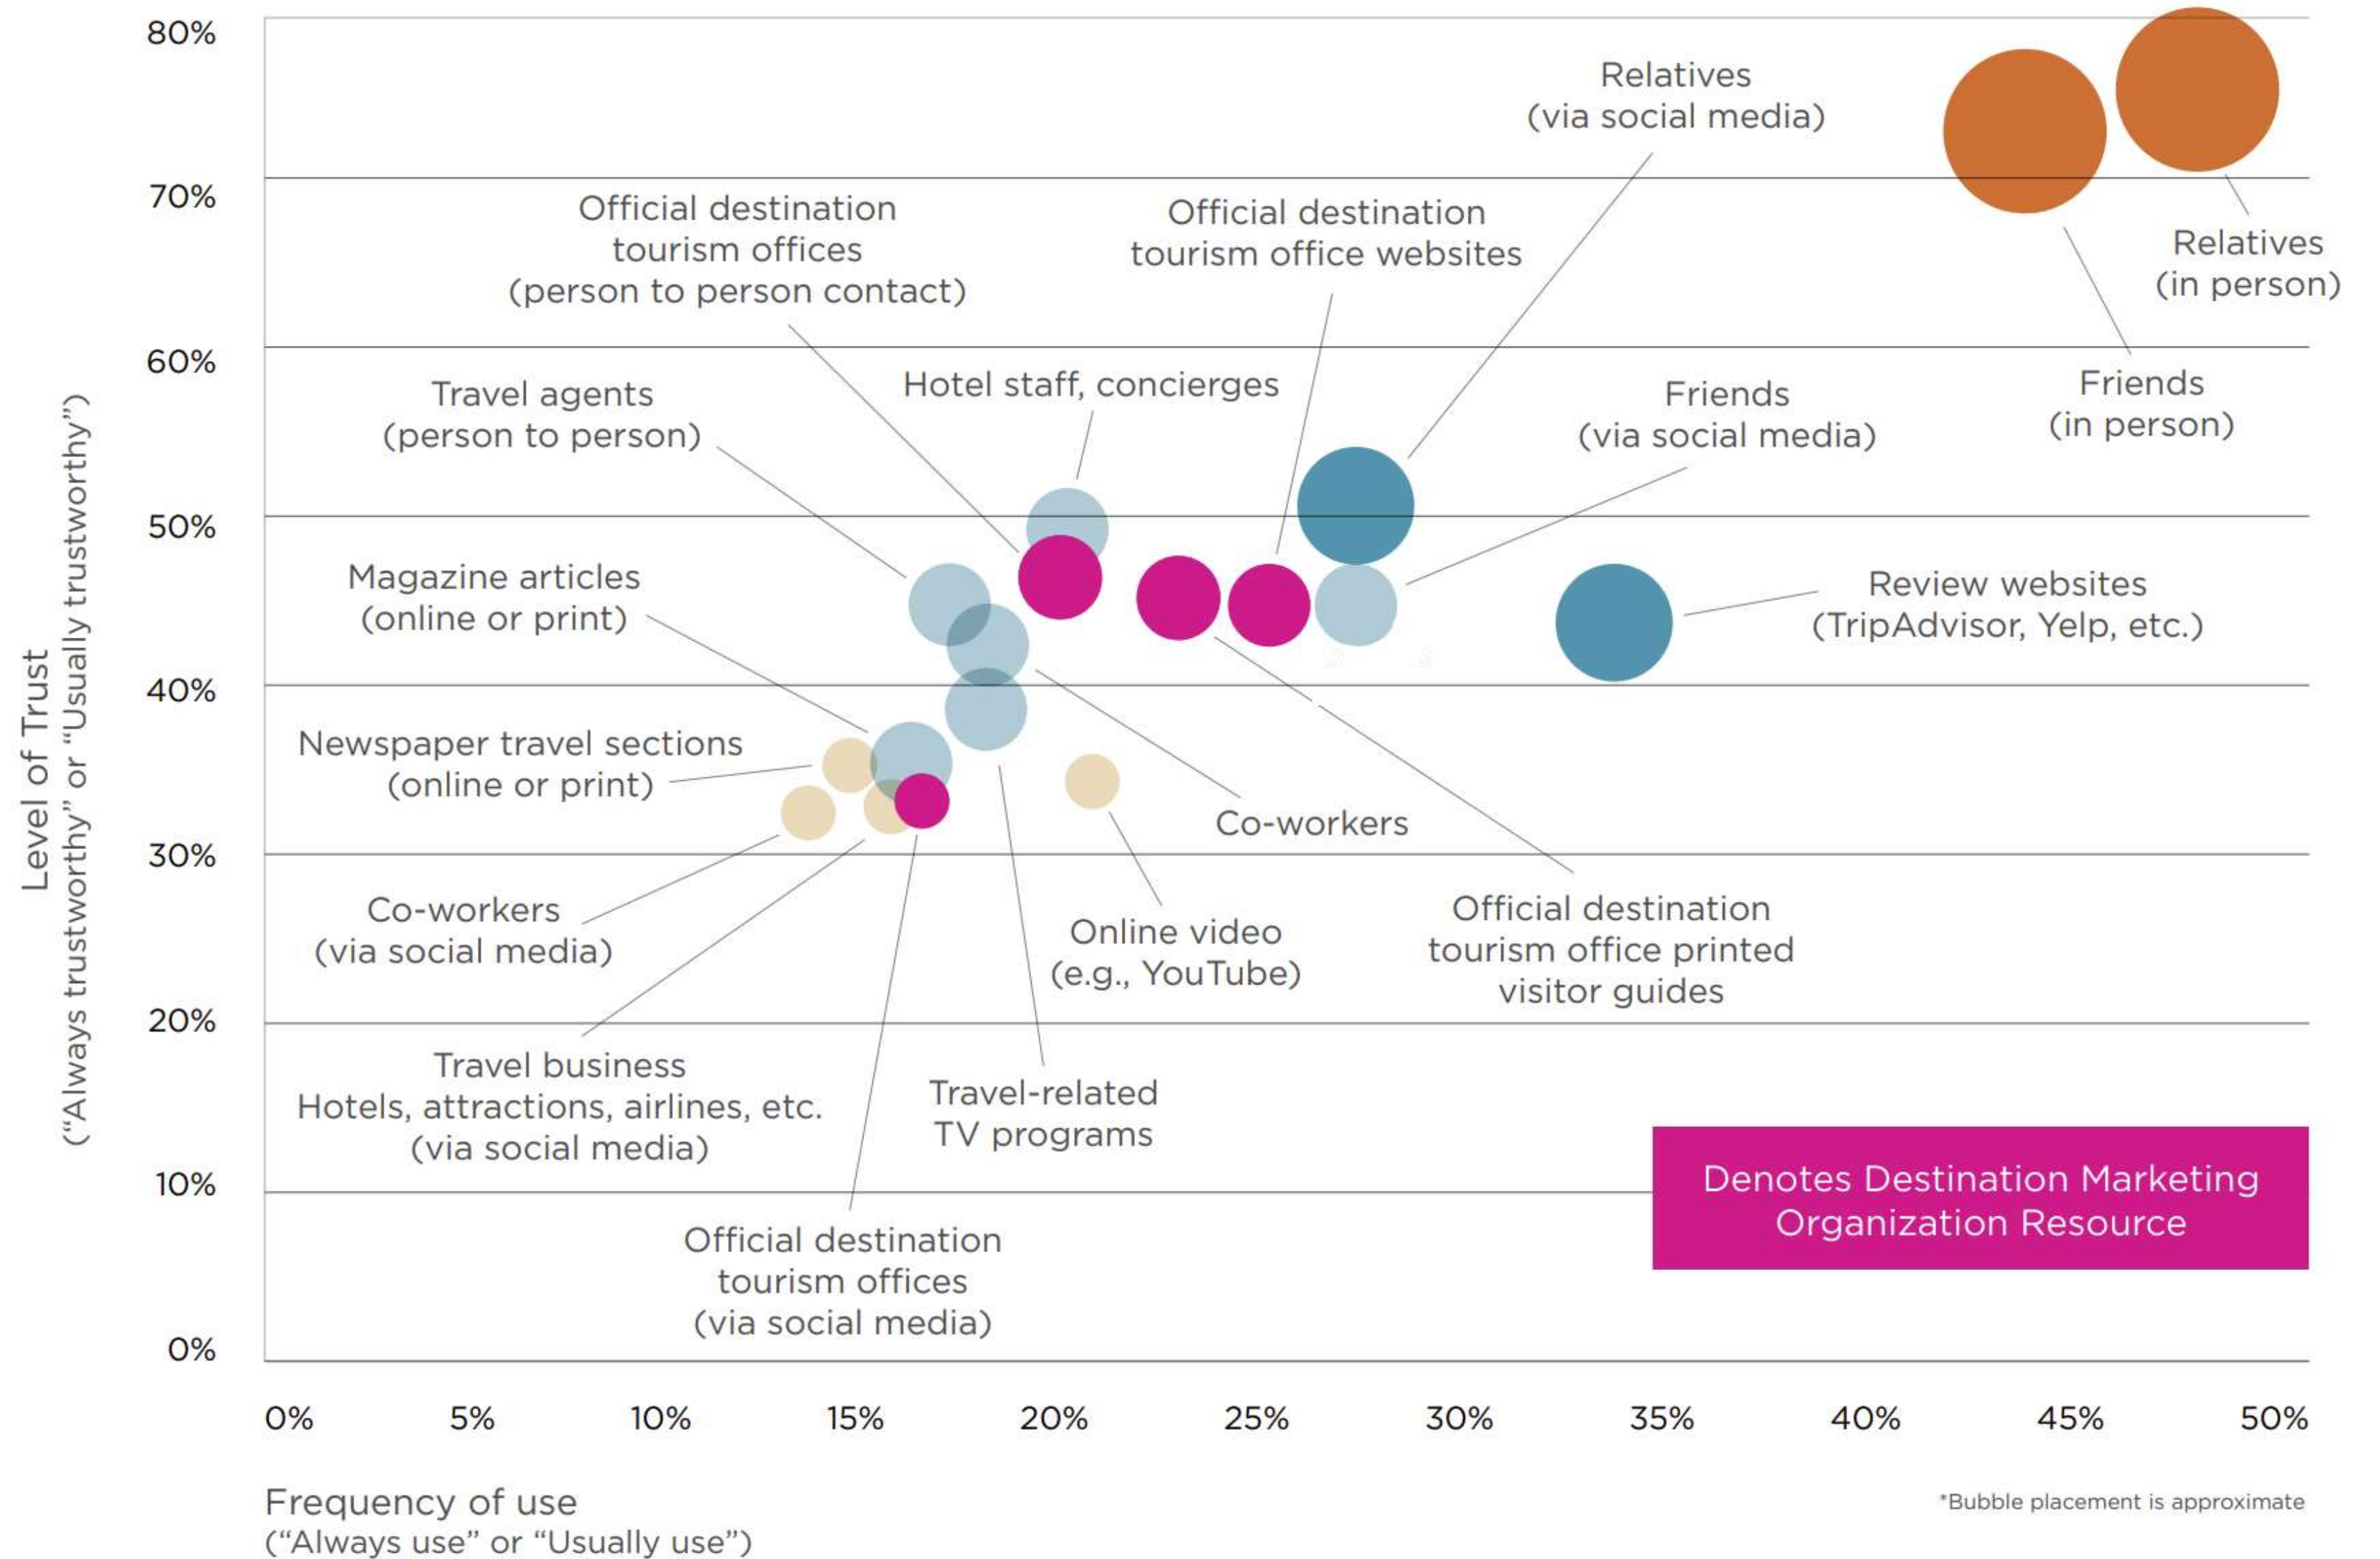 80%
70%
60%
50%
40%
30%
20%
10%
0%
Level of Trust
(“Always trustworthy” or “Usually trustworthy”)
Relatives
(via social media)
Official destination
tourism offices
(person to person contact)
Official destination
tourism office websites
Relatives
(in person)
Travel agents
(person to person)
Hotel staff, concierges
Friends
(via social media)
Friends
(in person)
Magazine articles
(online or print)
Review websites
(TripAdvisor, Yelp, etc.)
Newspaper travel sections
(online or print)
Co-workers
Co-workers
(via social media)
Online video
(e.g., YouTube)
Official destination
tourism office printed
visitor guides
Travel business
Hotels, attractions, airlines, etc.
(via social media)
Travel-related
TV programs
Official destination
tourism offices
(via social media)
Denotes Destination Marketing
Organization Resource
0% 5% 10% 15% 20% 25% 30% 35% 40% 45% 50%
Frequency of use
(“Always use” or “Usually use”)
*Bubble placement is approximate